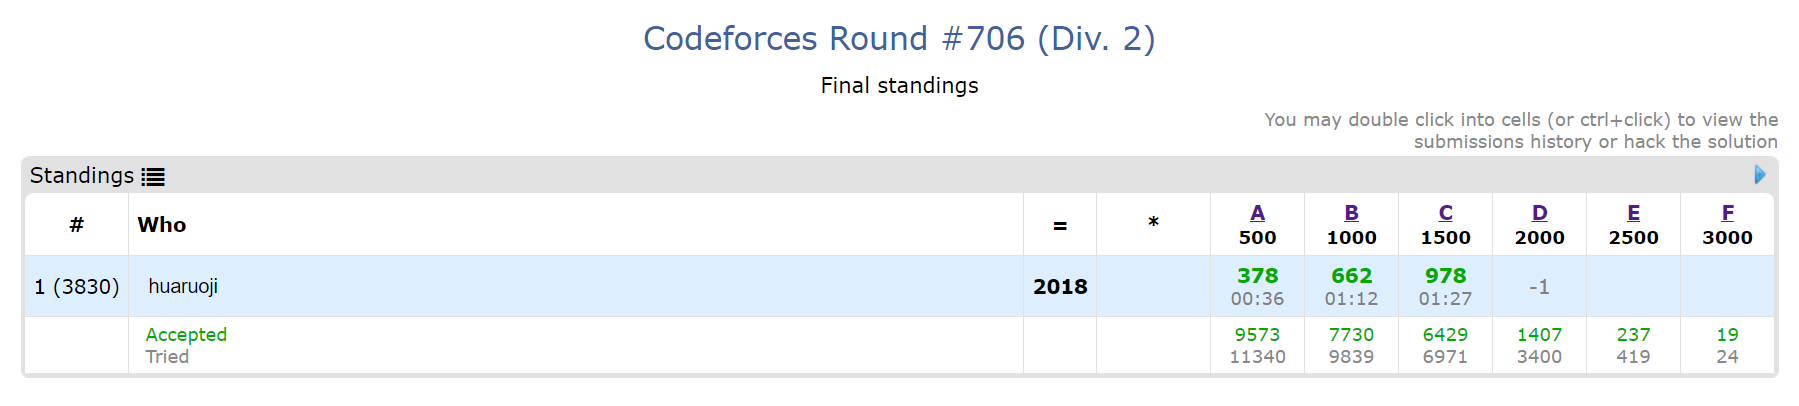 Codeforces Round #706 (Div. 2)
Final standings
You may double click into cells (or ctrl+click) to view the
submissions history or hack the solution
Standings
# Who = * A B C D E F
500 1000 1500 2000 2500 3000
1 (3830) huaruoji 2018 378 662 978 -1
00:36 01:12 01:27
Accepted 9573 7730 6429 1407 237 19
Tried 11340 9839 6971 3400 419 24